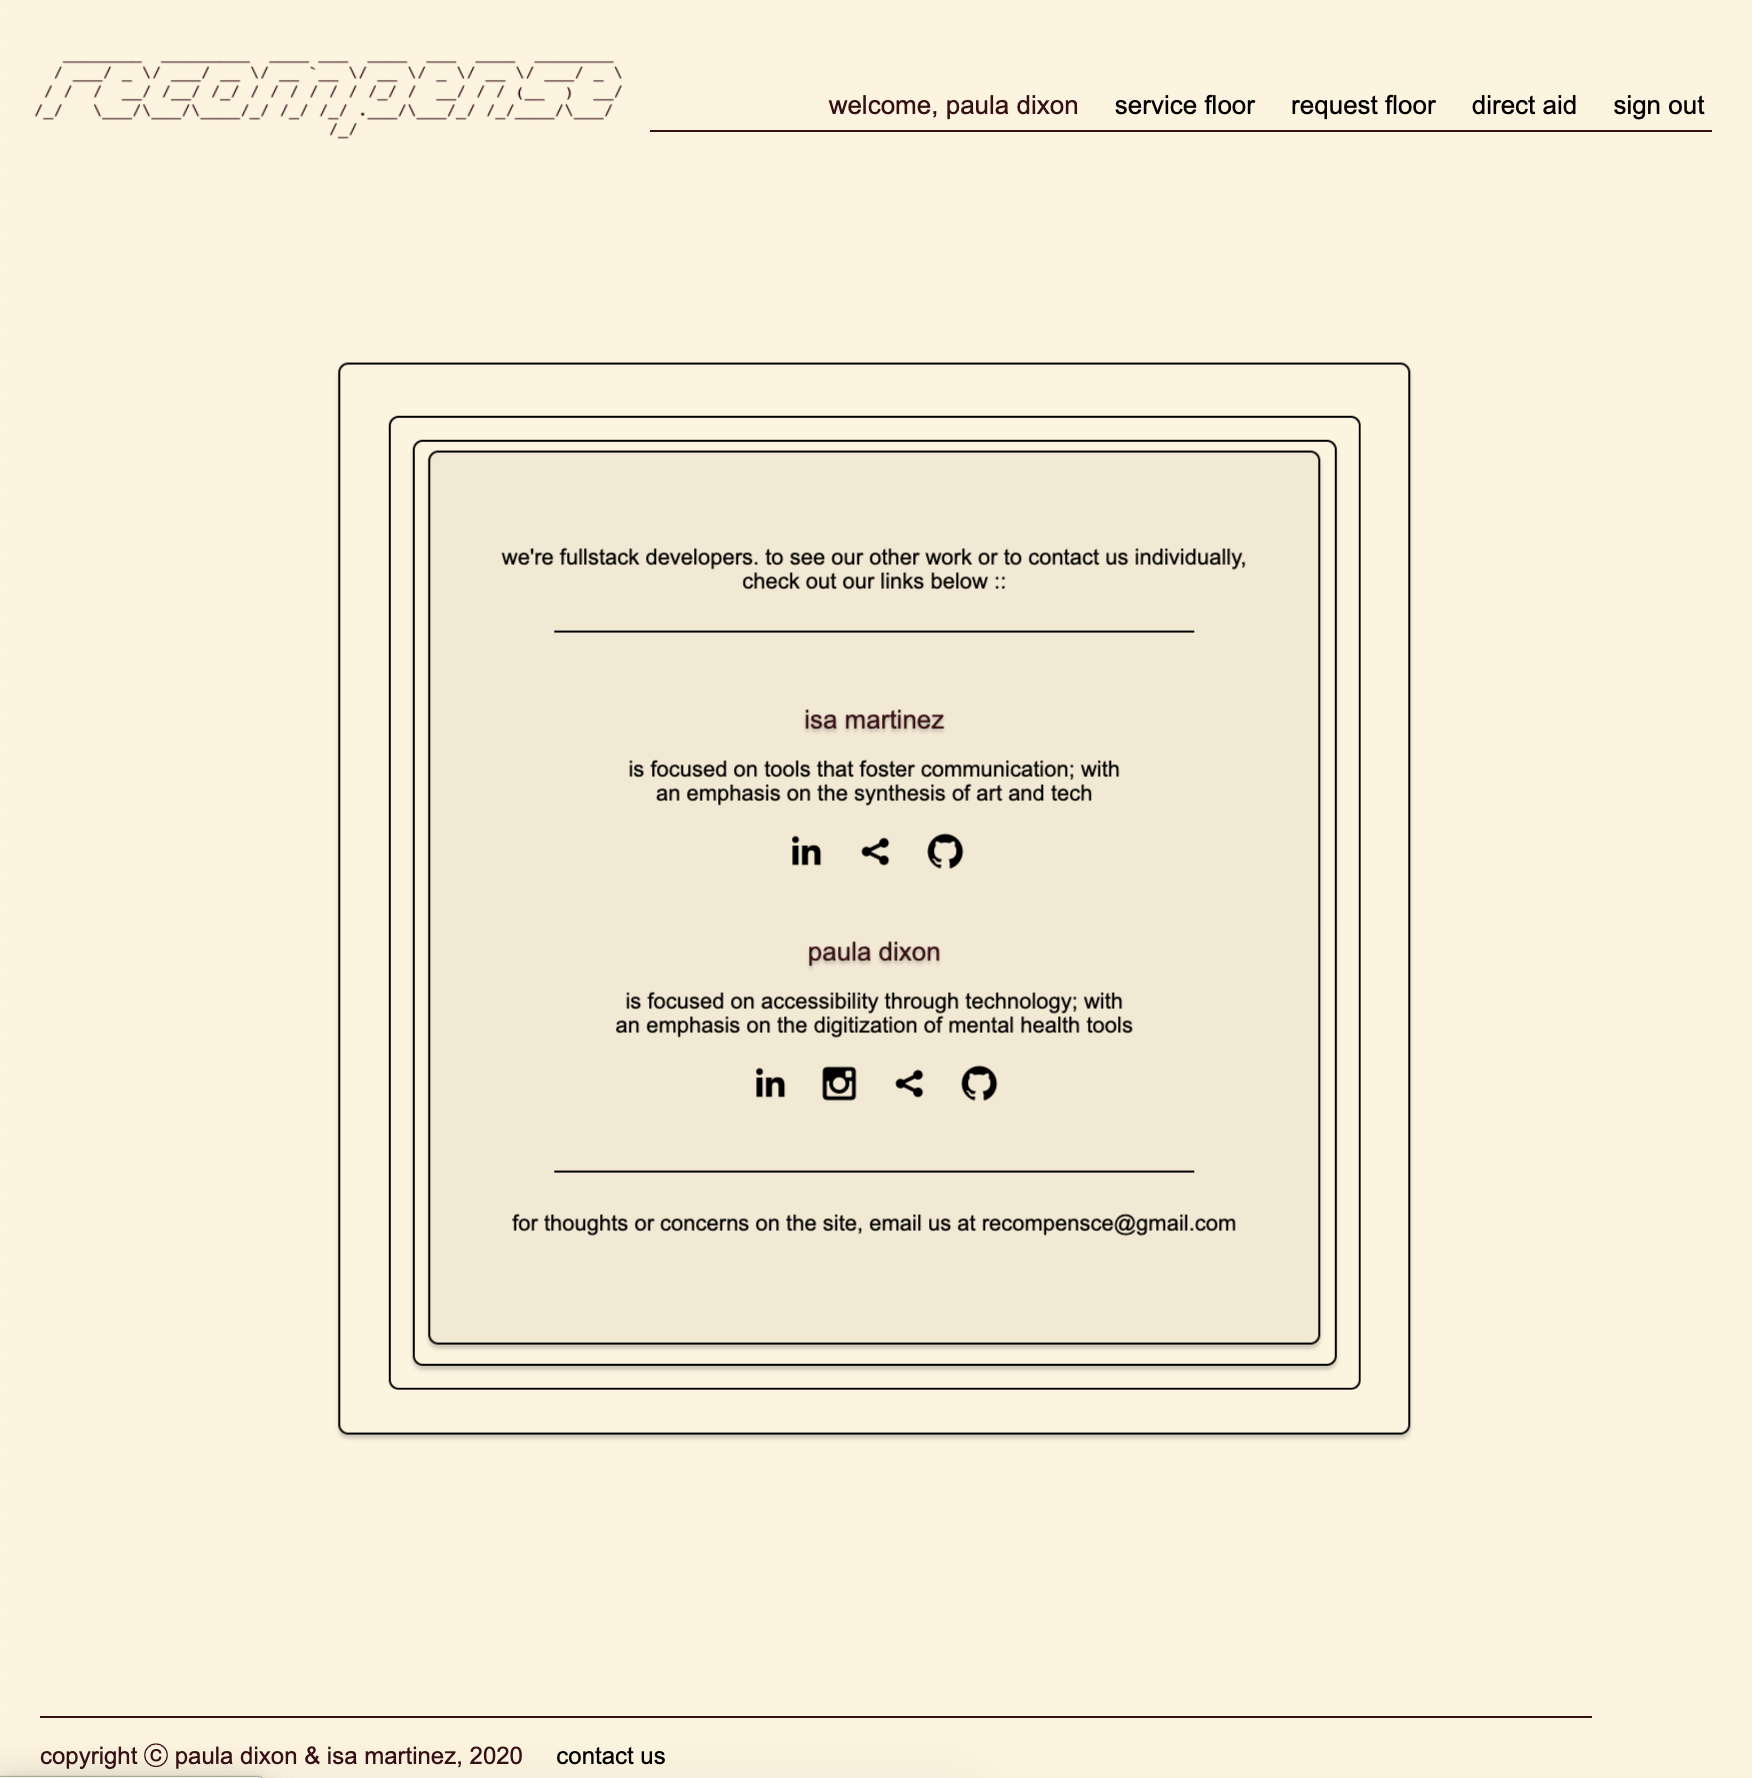 recompense
welcome, paula dixon service floor request floor direct aid sign out
we're fullstack developers. to see our other work or to contact us individually,
check out our links below ::
isa martinez
is focused on tools that foster communication; with
an emphasis on the synthesis of art and tech
in
paula dixon
is focused on accessibility through technology; with
an emphasis on the digitization of mental health tools
in
for thoughts or concerns on the site, email us at recompensce@gmail.com
copyright ⓒ paula dixon & isa martinez, 2020 contact us